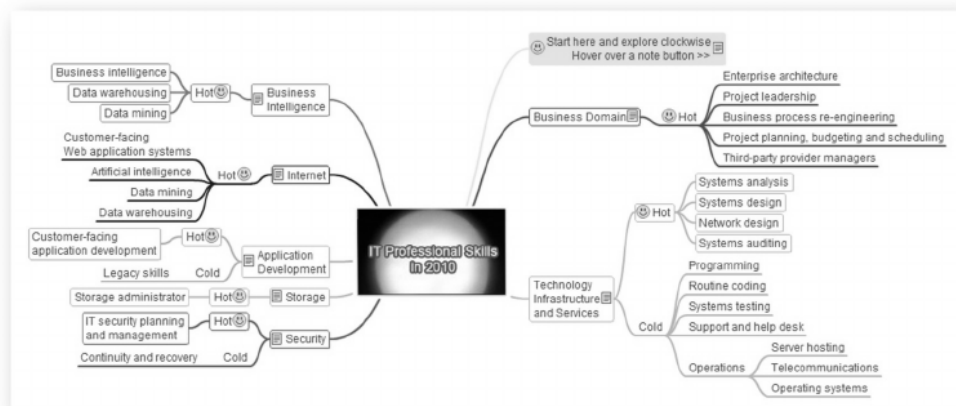 Start here and explore clockwise
Hover over a note button >>
Business Domain
Hot
Enterprise architecture
Project leadership
Business process re-engineering
Project planning, budgeting and scheduling
Third-party provider managers
Technology
Infrastructure
and Services
Hot
Systems analysis
Systems design
Network design
Systems auditing
Cold
Programming
Routine coding
Systems testing
Support and help desk
Operations
Server hosting
Telecommunications
Operating systems
IT Professional Skills
In 2010
Business
Intelligence
Hot
Business intelligence
Data warehousing
Data mining
Internet
Hot
Customer-facing
Web application systems
Artificial intelligence
Data mining
Data warehousing
Application
Development
Hot
Customer-facing
application development
Cold
Legacy skills
Storage
Hot
Storage administrator
Security
Hot
IT security planning
and management
Cold
Continuity and recovery